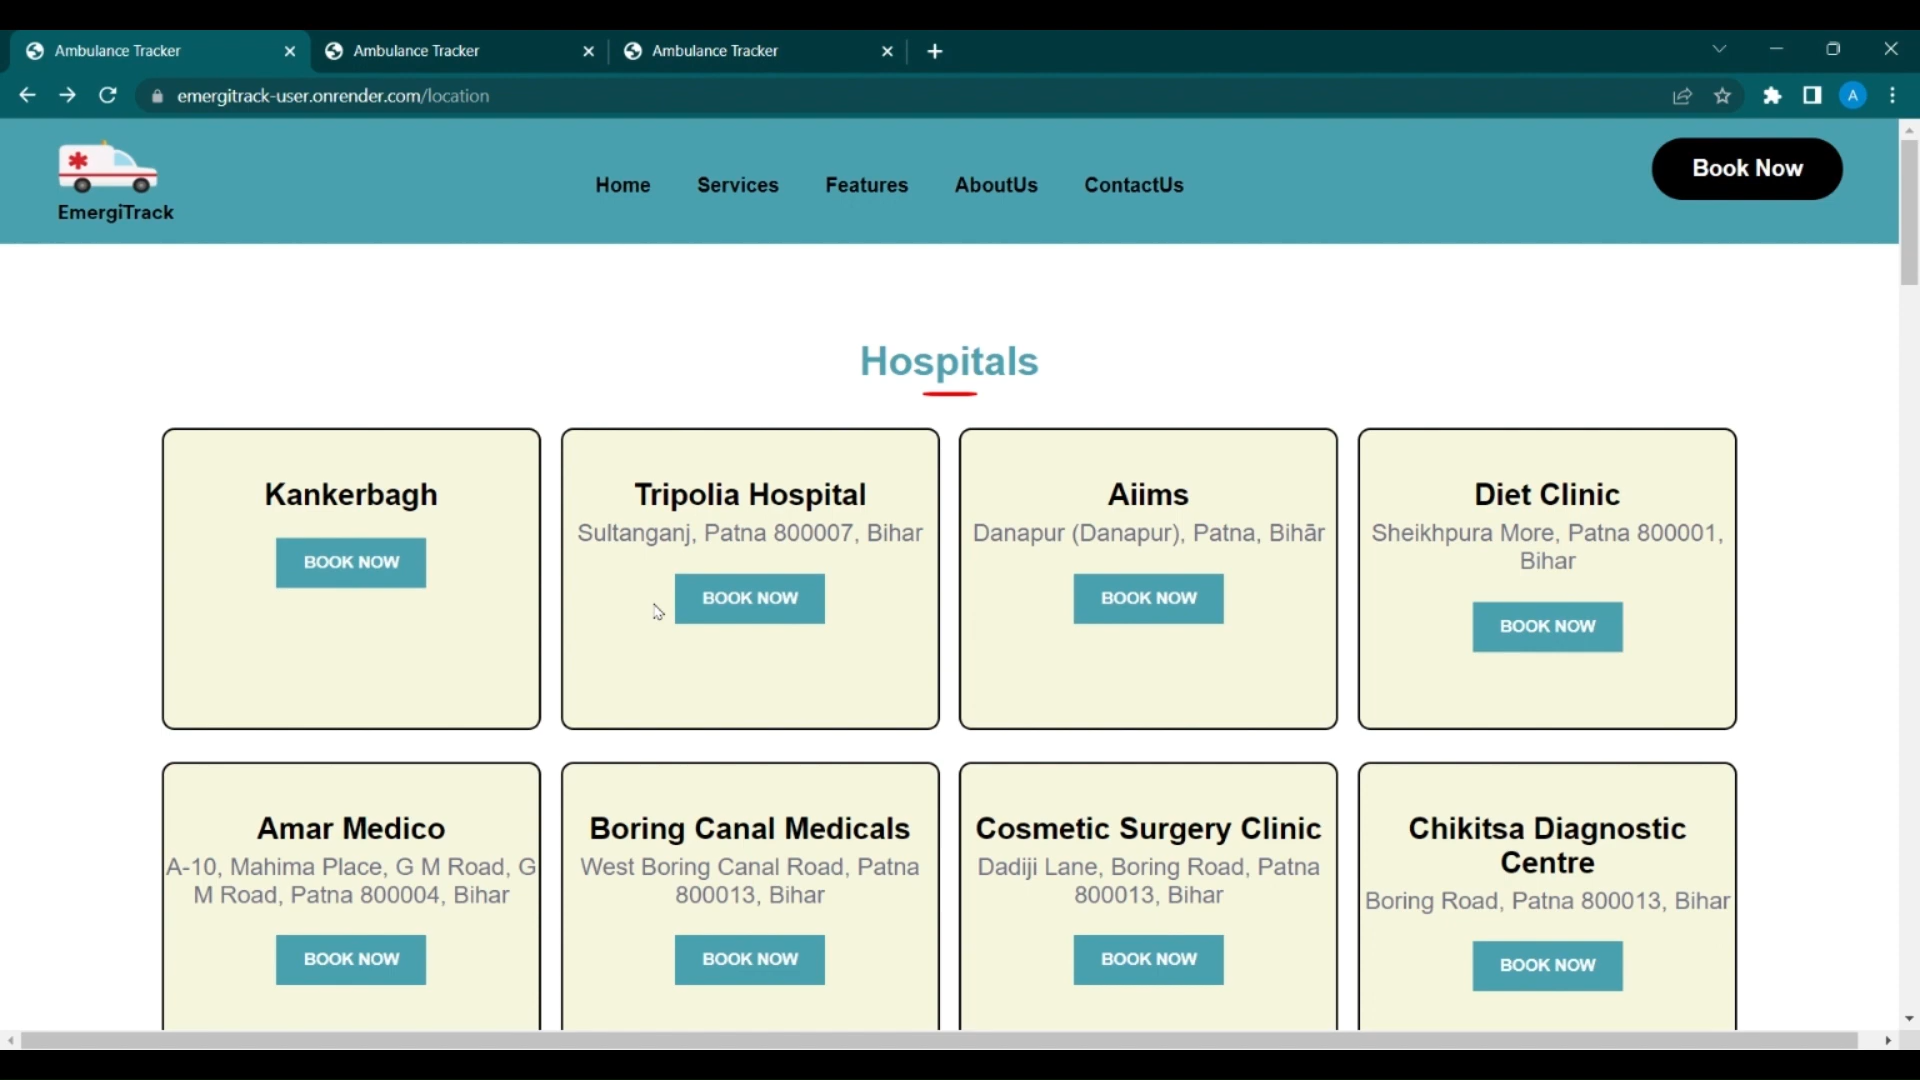 Ambulance Tracker
Ambulance Tracker
Ambulance Tracker
emergitrack-user.onrender.com/location
A
EmergiTrack
Home
Services
Features
AboutUs
ContactUs
Book Now
Hospitals
Kankerbagh
BOOK NOW
Tripolia Hospital
Sultanganj, Patna 800007, Bihar
BOOK NOW
Aiims
Danapur (Danapur), Patna, Bihār
BOOK NOW
Diet Clinic
Sheikhpura More, Patna 800001,
Bihar
BOOK NOW
Amar Medico
A-10, Mahima Place, G M Road, G
M Road, Patna 800004, Bihar
BOOK NOW
Boring Canal Medicals
West Boring Canal Road, Patna
800013, Bihar
BOOK NOW
Cosmetic Surgery Clinic
Dadiji Lane, Boring Road, Patna
800013, Bihar
BOOK NOW
Chikitsa Diagnostic
Centre
Boring Road, Patna 800013, Bihar
BOOK NOW